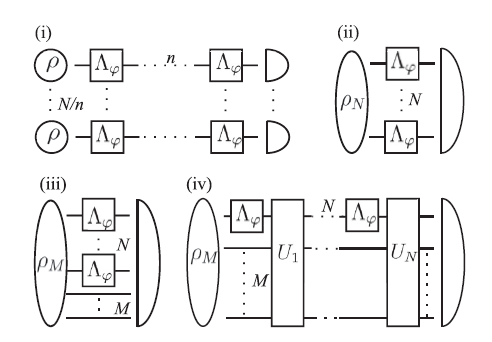 (i)
ρ Λφ n Λφ
N/n
ρ Λφ Λφ
(ii)
Λφ
ρN N
Λφ
(iii)
Λφ
N
ρM Λφ
M
(iv)
N
Λφ Λφ
ρM U1 UN
M